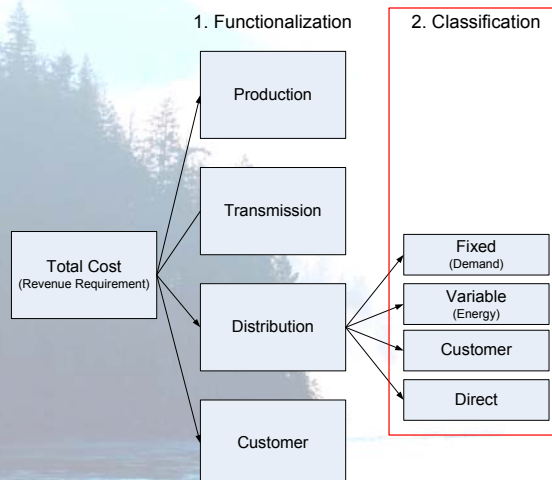 1. Functionalization
2. Classification
Production
Transmission
Total Cost
(Revenue Requirement)
Distribution
Customer
Fixed
(Demand)
Variable
(Energy)
Customer
Direct